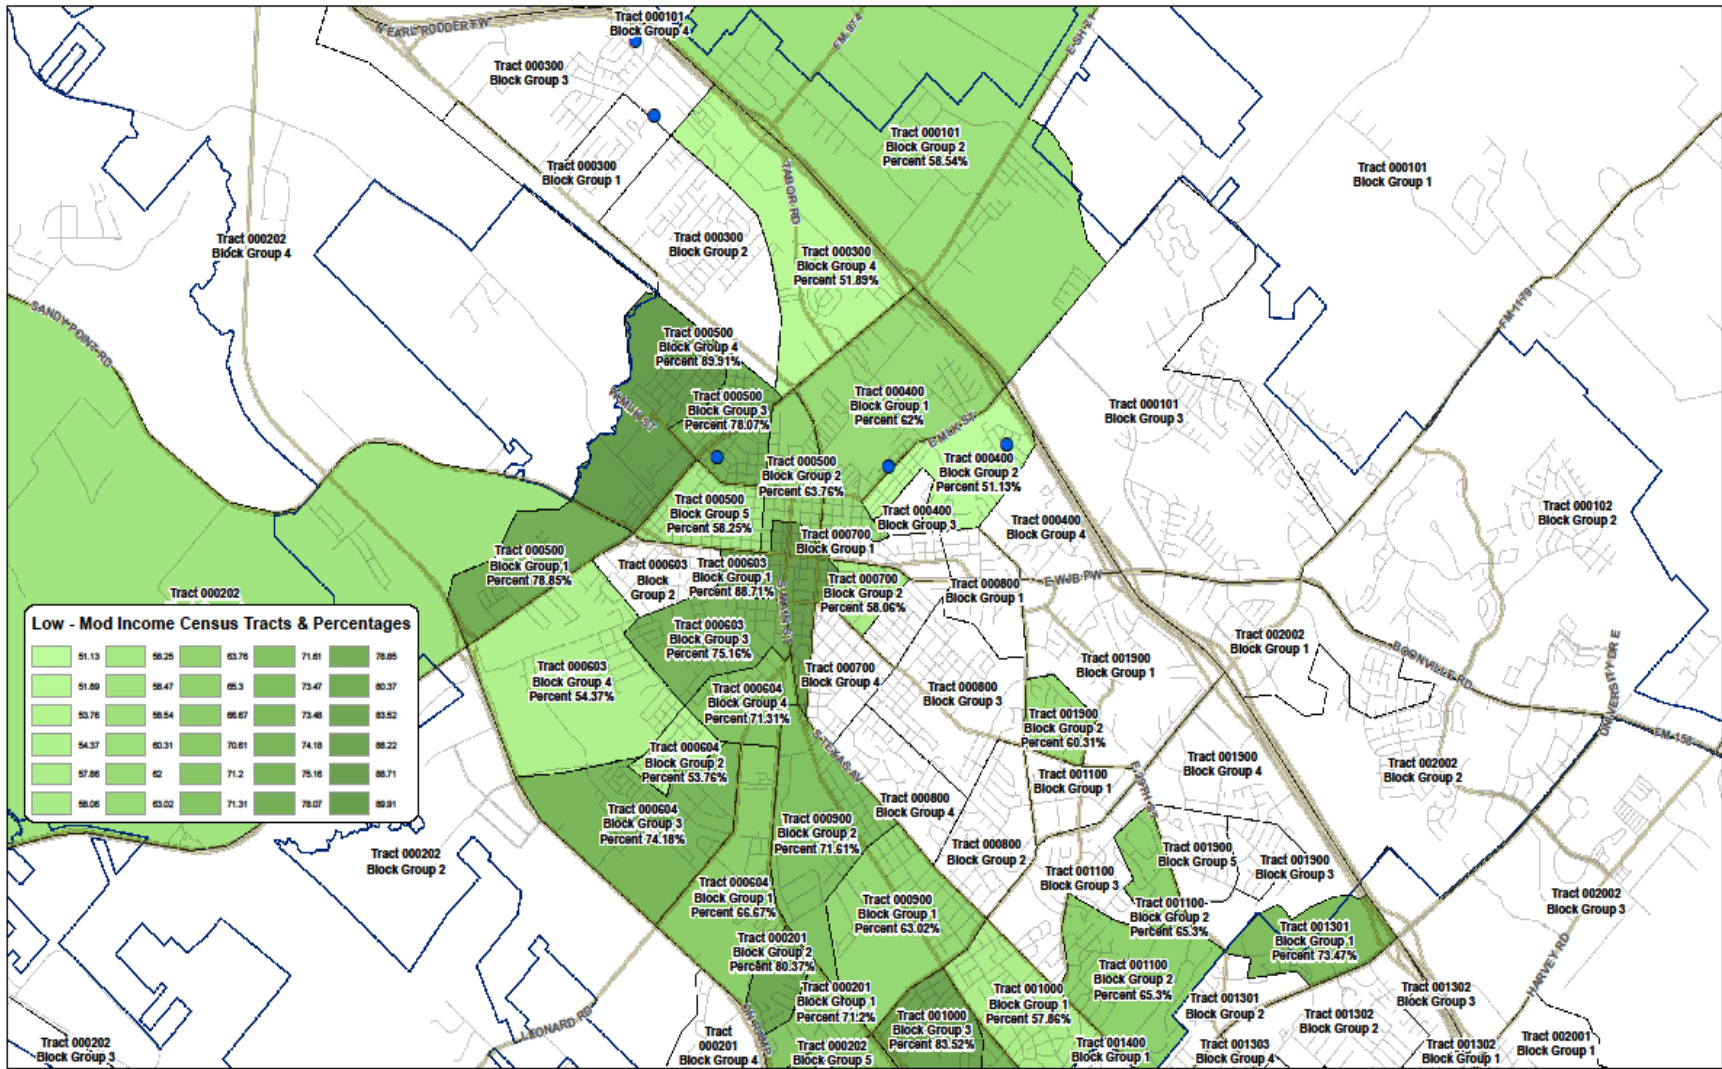 N EARL RUDDER FW
Tract 000101
Block Group 4
FM 974
E SH 21
Tract 000300
Block Group 3
Tract 000101
Block Group 2
Percent 58.54%
Tract 000300
Block Group 1
Tract 000101
Block Group 1
TABOR RD
Tract 000202
Block Group 4
Tract 000300
Block Group 2
Tract 000300
Block Group 4
Percent 51.89%
SANDY POINT RD
FM 1179
Tract 000500
Block Group 4
Percent 89.91%
W MLK ST
Tract 000500
Block Group 3
Percent 78.07%
Tract 000400
Block Group 1
Percent 62%
E MLK ST
Tract 000101
Block Group 3
Tract 000500
Block Group 2
Percent 63.76%
Tract 000400
Block Group 2
Percent 51.13%
Tract 000500
Block Group 5
Percent 58.25%
Tract 000400
Block Group 3
Tract 000400
Block Group 4
Tract 000102
Block Group 2
Tract 000500
Block Group 1
Percent 78.85%
Tract 000700
Block Group 1
Tract 000603
Block
Group 2
Tract 000603
Block Group 1
Percent 88.71%
Tract 000700
Block Group 2
Percent 58.06%
Tract 000800
Block Group 1
E WJB PW
Tract 000202
S MAIN ST
Low - Mod Income Census Tracts & Percentages
51.13 58.25 63.76 71.61 78.85
51.89 58.47 65.3 73.47 80.37
53.76 58.54 66.67 73.48 83.52
54.37 60.31 70.61 74.18 88.22
57.86 62 71.2 75.16 88.71
58.06 63.02 71.31 78.07 89.91
Tract 000603
Block Group 3
Percent 75.16%
Tract 002002
Block Group 1
BOONVILLE RD
UNIVERSITY DR E
FM 158
Tract 000603
Block Group 4
Percent 54.37%
Tract 000700
Block Group 4
Tract 001900
Block Group 1
Tract 000604
Block Group 4
Percent 71.31%
Tract 000800
Block Group 3
Tract 001900
Block Group 2
Percent 60.31%
S TEXAS AV
Tract 000604
Block Group 2
Percent 53.76%
Tract 001100
Block Group 1
E 29TH ST
Tract 001900
Block Group 4
Tract 002002
Block Group 2
Tract 000604
Block Group 3
Percent 74.18%
Tract 000900
Block Group 2
Percent 71.61%
Tract 000800
Block Group 4
Tract 000800
Block Group 2
Tract 000202
Block Group 2
Tract 001100
Block Group 3
Tract 001900
Block Group 5
Tract 001900
Block Group 3
Tract 000604
Block Group 1
Percent 66.67%
Tract 000900
Block Group 1
Percent 63.02%
Tract 001100
Block Group 2
Percent 65.3%
Tract 002002
Block Group 3
Tract 001301
Block Group 1
Percent 73.47%
HARVEY RD
Tract 000201
Block Group 2
Percent 80.37%
Tract 001100
Block Group 2
Percent 65.3%
Tract 000201
Block Group 1
Percent 71.2%
Tract 001000
Block Group 1
Percent 57.86%
Tract 001301
Block Group 2
Tract 001302
Block Group 3
Tract 001000
Block Group 3
Percent 83.52%
Tract 001302
Block Group 2
LEONARD RD
Tract
000201
Block Group 4
Tract 000202
Block Group 3
Tract 000202
Block Group 5
Tract 001400
Block Group 1
Tract 001303
Block Group 4
Tract 001302
Block Group 1
Tract 002001
Block Group 1